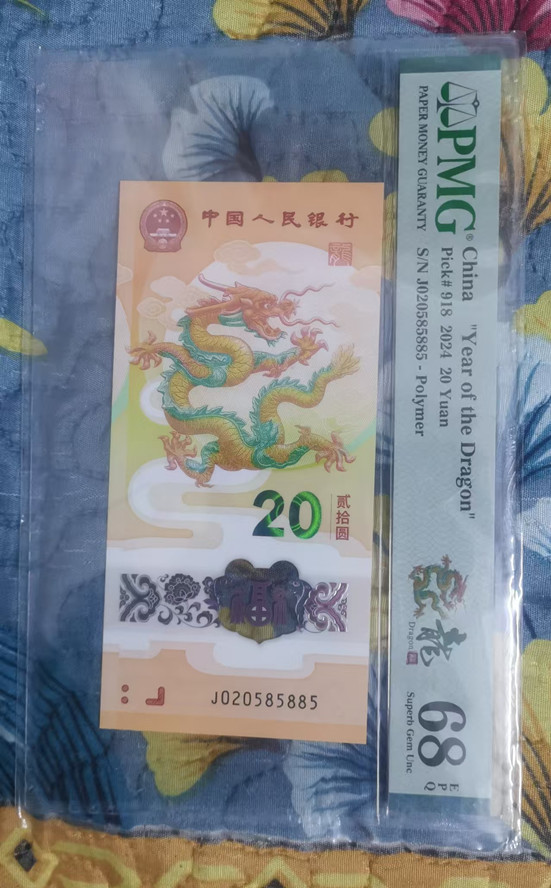 中国人民银行
20
贰拾圆
福
J020585885
PMG®
PAPER MONEY GUARANTY
China "Year of the Dragon"
Pick# 918 2024 20 Yuan
S/N J020585885 - Polymer
龍
Dragon
68 EPQ
Superb Gem Unc